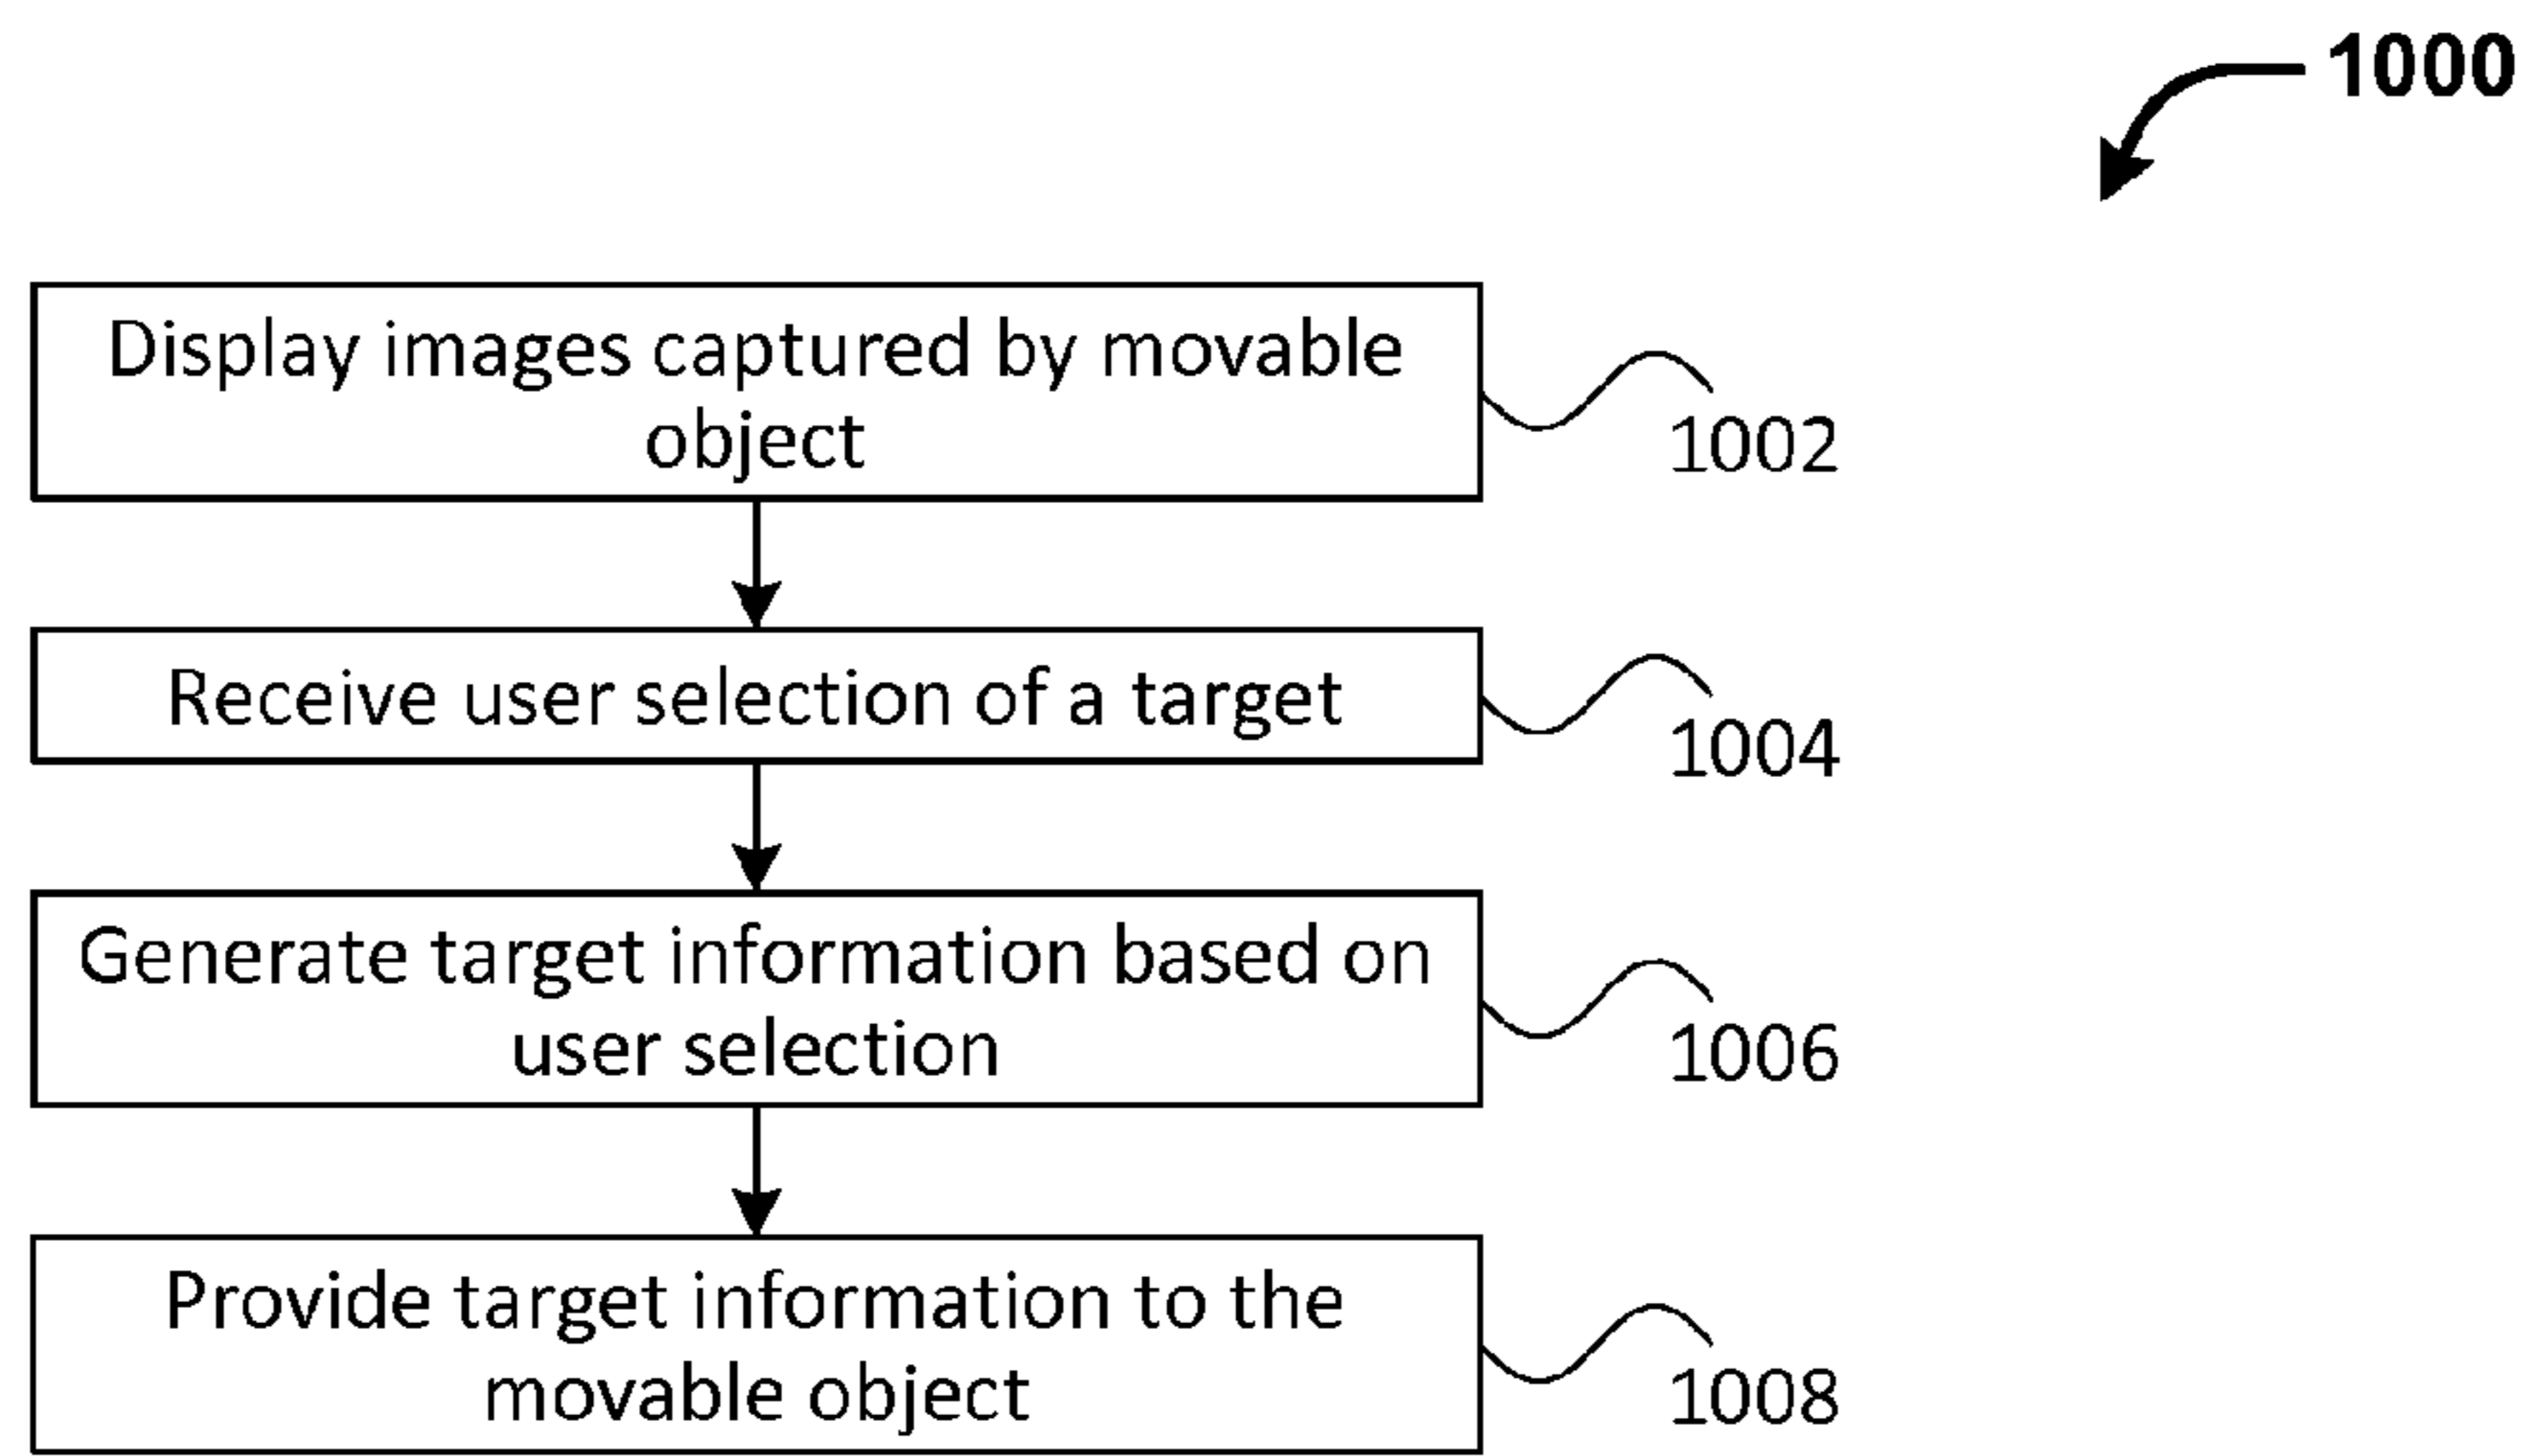 1000
Display images captured by movable
object
1002
Receive user selection of a target
1004
Generate target information based on
user selection
1006
Provide target information to the
movable object
1008